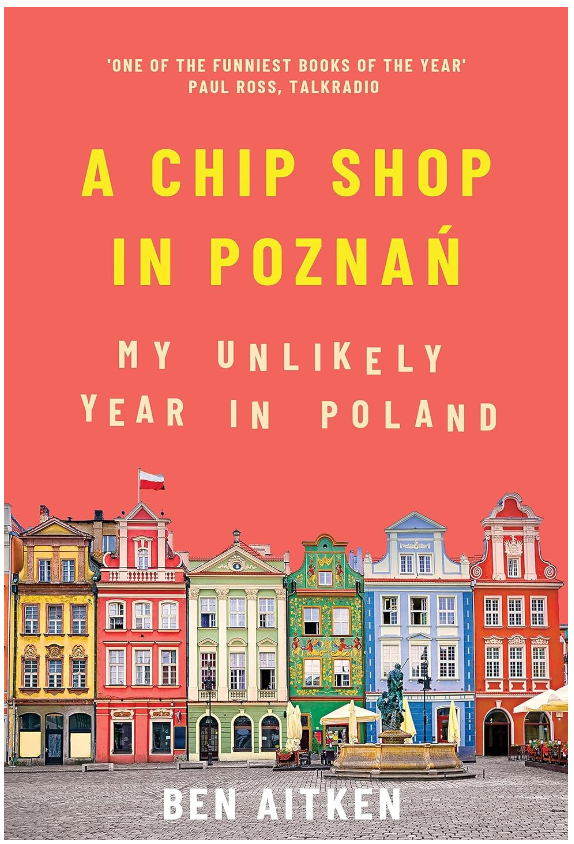 'ONE OF THE FUNNIEST BOOKS OF THE YEAR'
PAUL ROSS, TALKRADIO
A CHIP SHOP
IN POZNAŃ
MY UNLIKELY
YEAR IN POLAND
BEN AITKEN